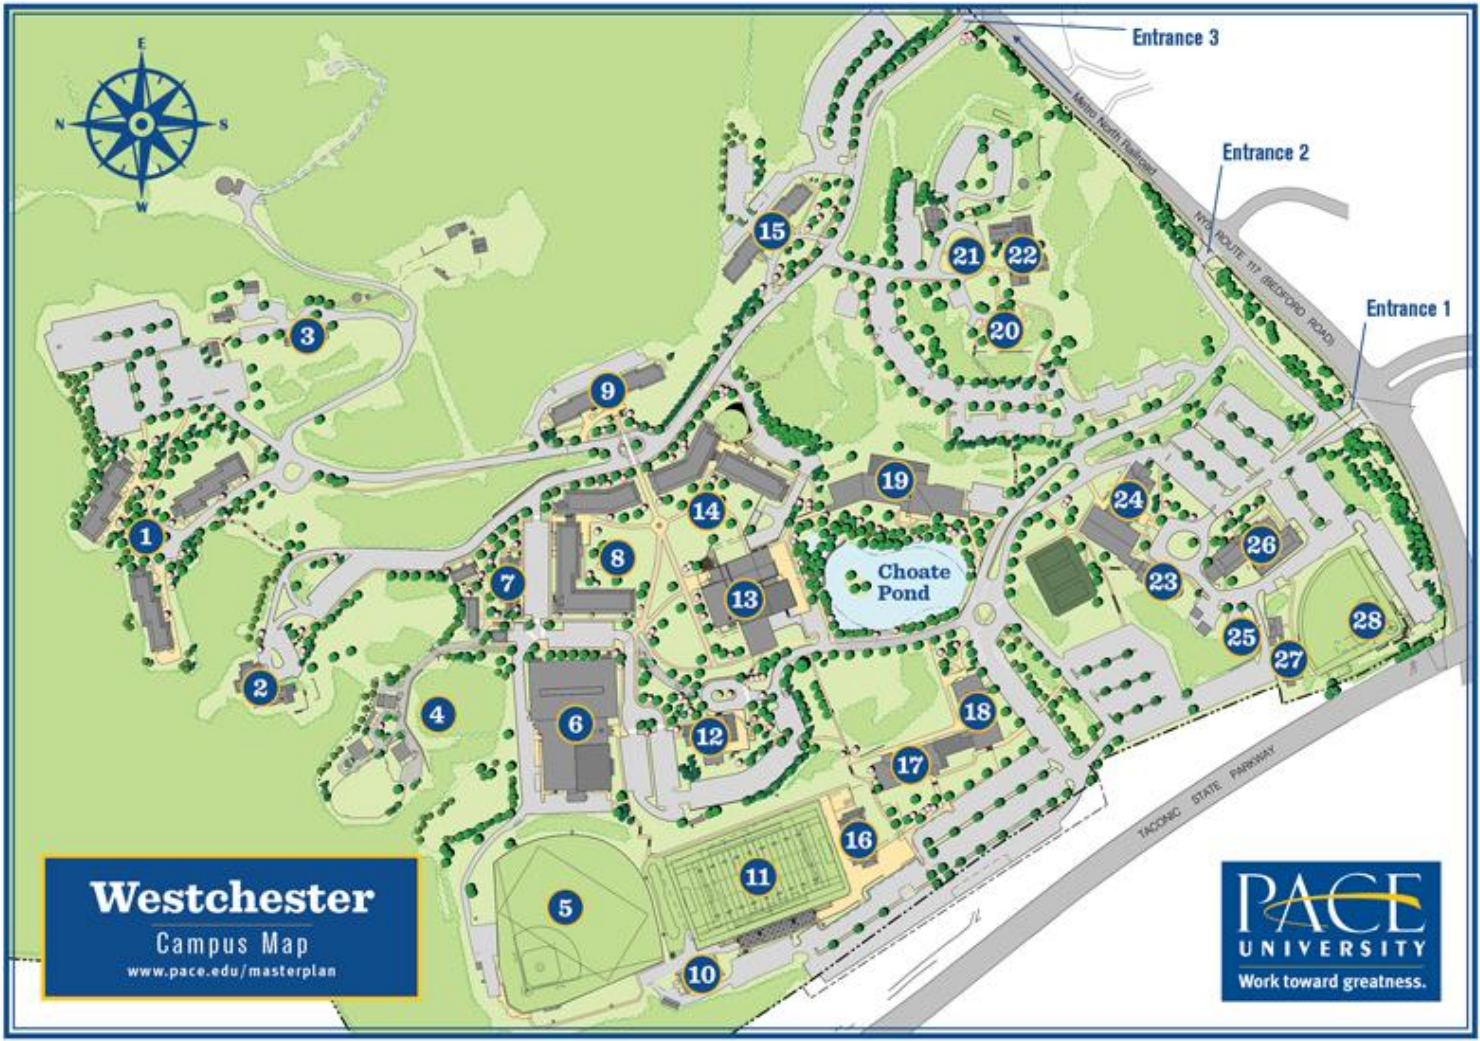 E
N
S
W
Entrance 3
Metro North Railroad
Entrance 2
NYS ROUTE 117 (BEDFORD ROAD)
Entrance 1
15
21
22
20
3
9
19
24
14
1
8
7
13
Choate
Pond
26
23
28
25
27
2
4
6
12
18
17
16
11
5
10
TACONIC STATE PARKWAY
Westchester
Campus Map
www.pace.edu/masterplan
PACE
UNIVERSITY
Work toward greatness.